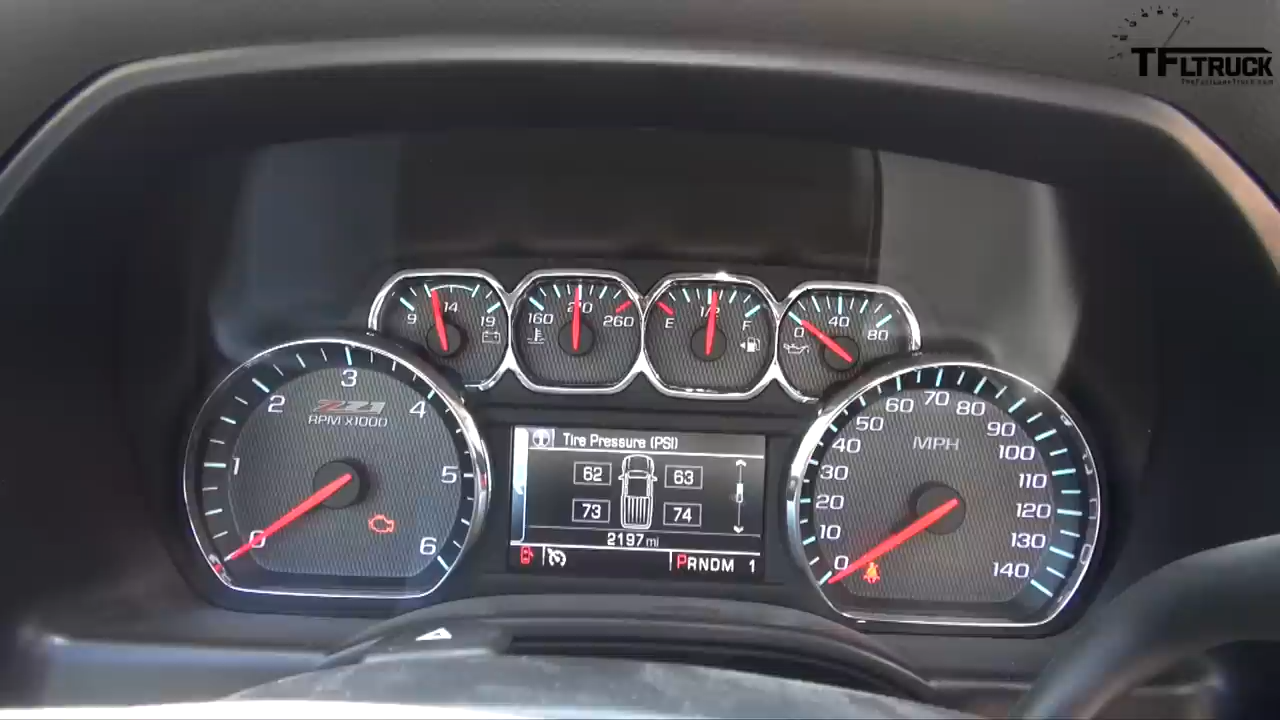 TFLTRUCK
TheFastLaneTruck.com
9 14 19
160 210 260
E 1/2 F
0 40 80
0 1 2 3 4 5 6
Z71
RPM X1000
Tire Pressure (PSI)
62 63
73 74
2197 mi
PRNDM 1
0 10 20 30 40 50 60 70 80 90 100 110 120 130 140
MPH